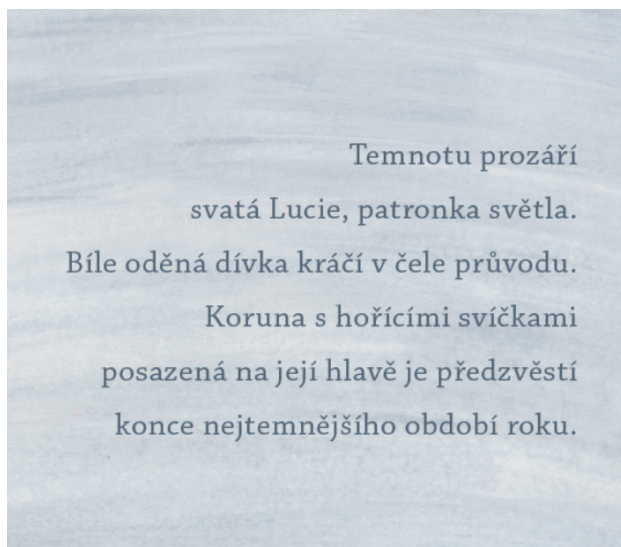 Temnotu prozáří
svatá Lucie, patronka světla.
Bíle oděná dívka kráčí v čele průvodu.
Koruna s hořícími svíčkami
posazená na její hlavě je předzvěstí
konce nejtemnějšího období roku.